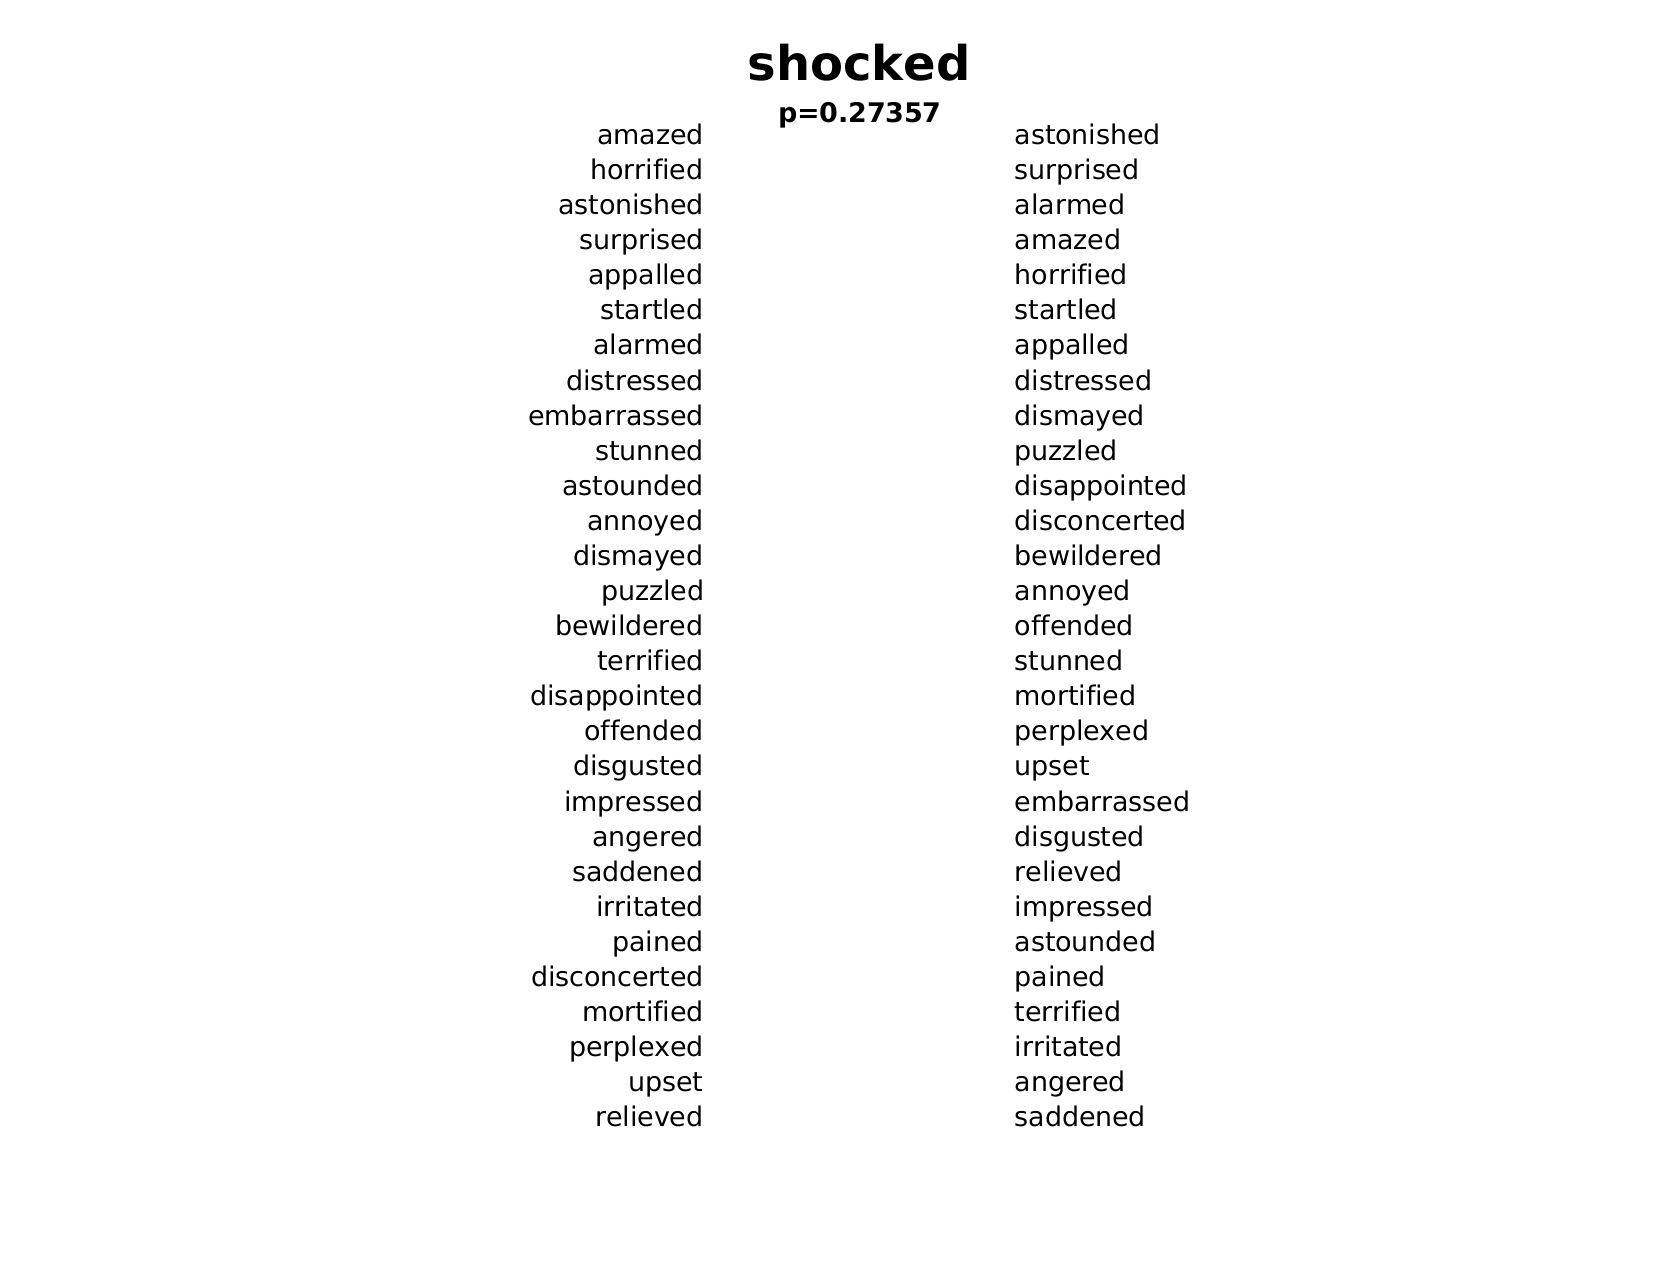 shocked
p=0.27357
amazed astonished
horrified surprised
astonished alarmed
surprised amazed
appalled horrified
startled startled
alarmed appalled
distressed distressed
embarrassed dismayed
stunned puzzled
astounded disappointed
annoyed disconcerted
dismayed bewildered
puzzled annoyed
bewildered offended
terrified stunned
disappointed mortified
offended perplexed
disgusted upset
impressed embarrassed
angered disgusted
saddened relieved
irritated impressed
pained astounded
disconcerted pained
mortified terrified
perplexed irritated
upset angered
relieved saddened